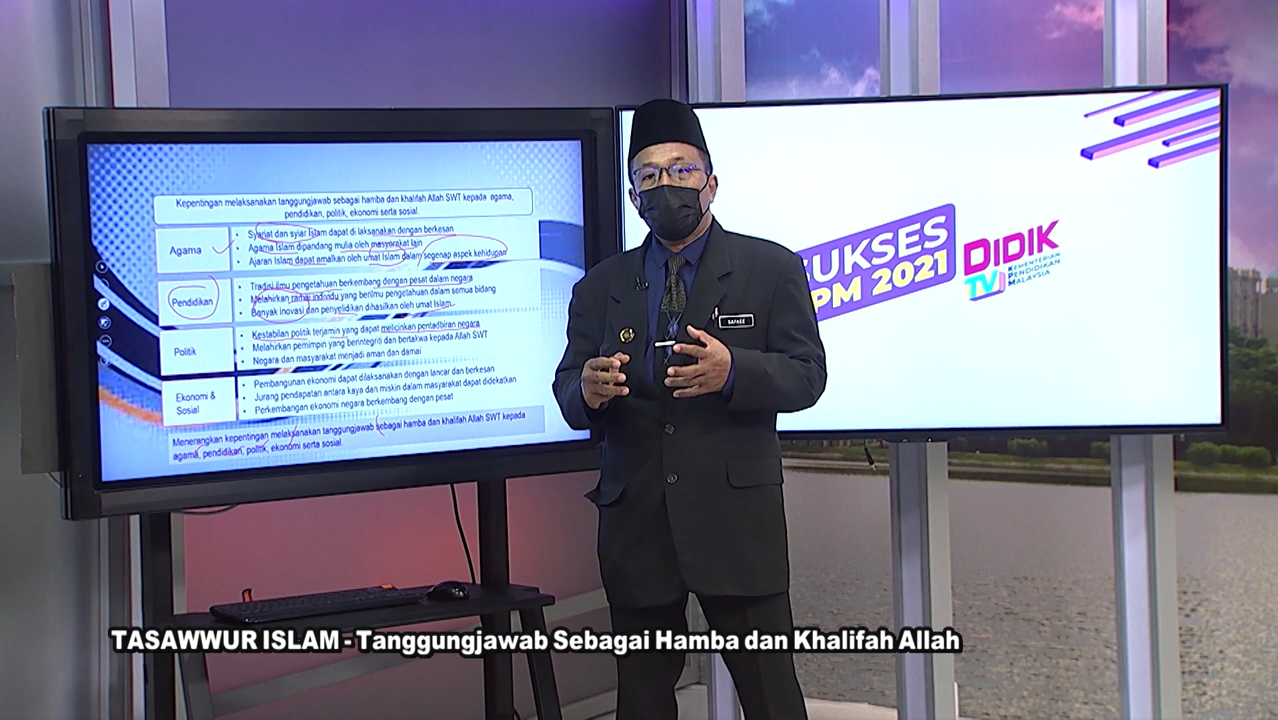 Kepentingan melaksanakan tanggungjawab sebagai hamba dan khalifah Allah SWT kepada agama,
pendidikan, politik, ekonomi serta sosial.
Agama
Syariat dan syiar Islam dapat di laksanakan dengan berkesan
Agama Islam dipandang mulia oleh masyarakat lain
Ajaran Islam dapat amalkan oleh umat Islam dalam segenap aspek kehidupan
Pendidikan
Tradisi ilmu pengetahuan berkembang dengan pesat dalam negara
Melahirkan ramai individu yang berilmu pengetahuan dalam semua bidang
Banyak inovasi dan penyelidikan dihasilkan oleh umat Islam.
Politik
Kestabilan politik terjamin yang dapat melicinkan pentadbiran negara
Melahirkan pemimpin yang berintegriti dan bertakwa kepada Allah SWT
Negara dan masyarakat menjadi aman dan damai
Ekonomi &
Sosial
Pembangunan ekonomi dapat dilaksanakan dengan lancar dan berkesan
Jurang pendapatan antara kaya dan miskin dalam masyarakat dapat didekatkan
Perkembangan ekonomi negara berkembang dengan pesat
Menerangkan kepentingan melaksanakan tanggungjawab sebagai hamba dan khalifah Allah SWT kepada
agama, pendidikan, politik, ekonomi serta sosial.
UKSES
PM 2021
DIDIK
TV
KEMENTERIAN
PENDIDIKAN
MALAYSIA
SAFAEE
TASAWWUR ISLAM - Tanggungjawab Sebagai Hamba dan Khalifah Allah